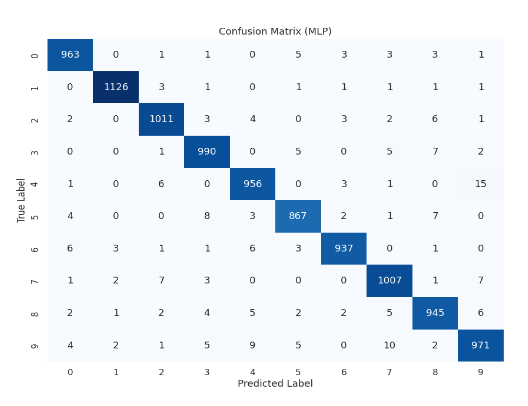 Confusion Matrix (MLP)
True Label
0 963 0 1 1 0 5 3 3 3 1
1 0 1126 3 1 0 1 1 1 1 1
2 2 0 1011 3 4 0 3 2 6 1
3 0 0 1 990 0 5 0 5 7 2
4 1 0 6 0 956 0 3 1 0 15
5 4 0 0 8 3 867 2 1 7 0
6 6 3 1 1 6 3 937 0 1 0
7 1 2 7 3 0 0 0 1007 1 7
8 2 1 2 4 5 2 2 5 945 6
9 4 2 1 5 9 5 0 10 2 971
0 1 2 3 4 5 6 7 8 9
Predicted Label